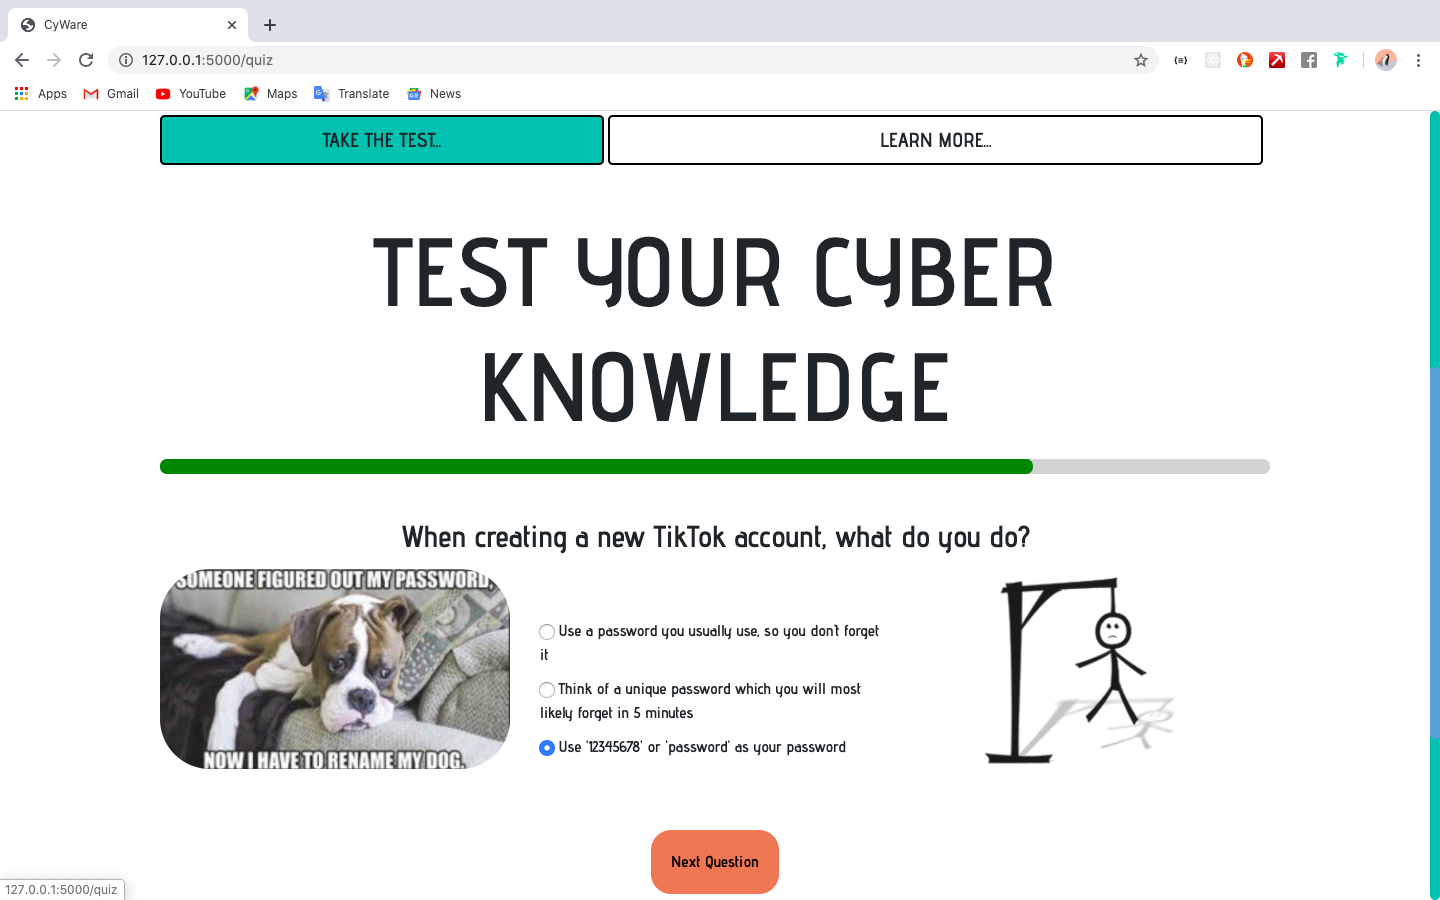 CyWare
127.0.0.1:5000/quiz
Apps Gmail YouTube Maps Translate News
TAKE THE TEST... LEARN MORE...
TEST YOUR CYBER
KNOWLEDGE
When creating a new TikTok account, what do you do?
SOMEONE FIGURED OUT MY PASSWORD,
NOW I HAVE TO RENAME MY DOG.
Use a password you usually use, so you don't forget
it
Think of a unique password which you will most
likely forget in 5 minutes
Use '12345678' or 'password' as your password
Next Question
127.0.0.1:5000/quiz